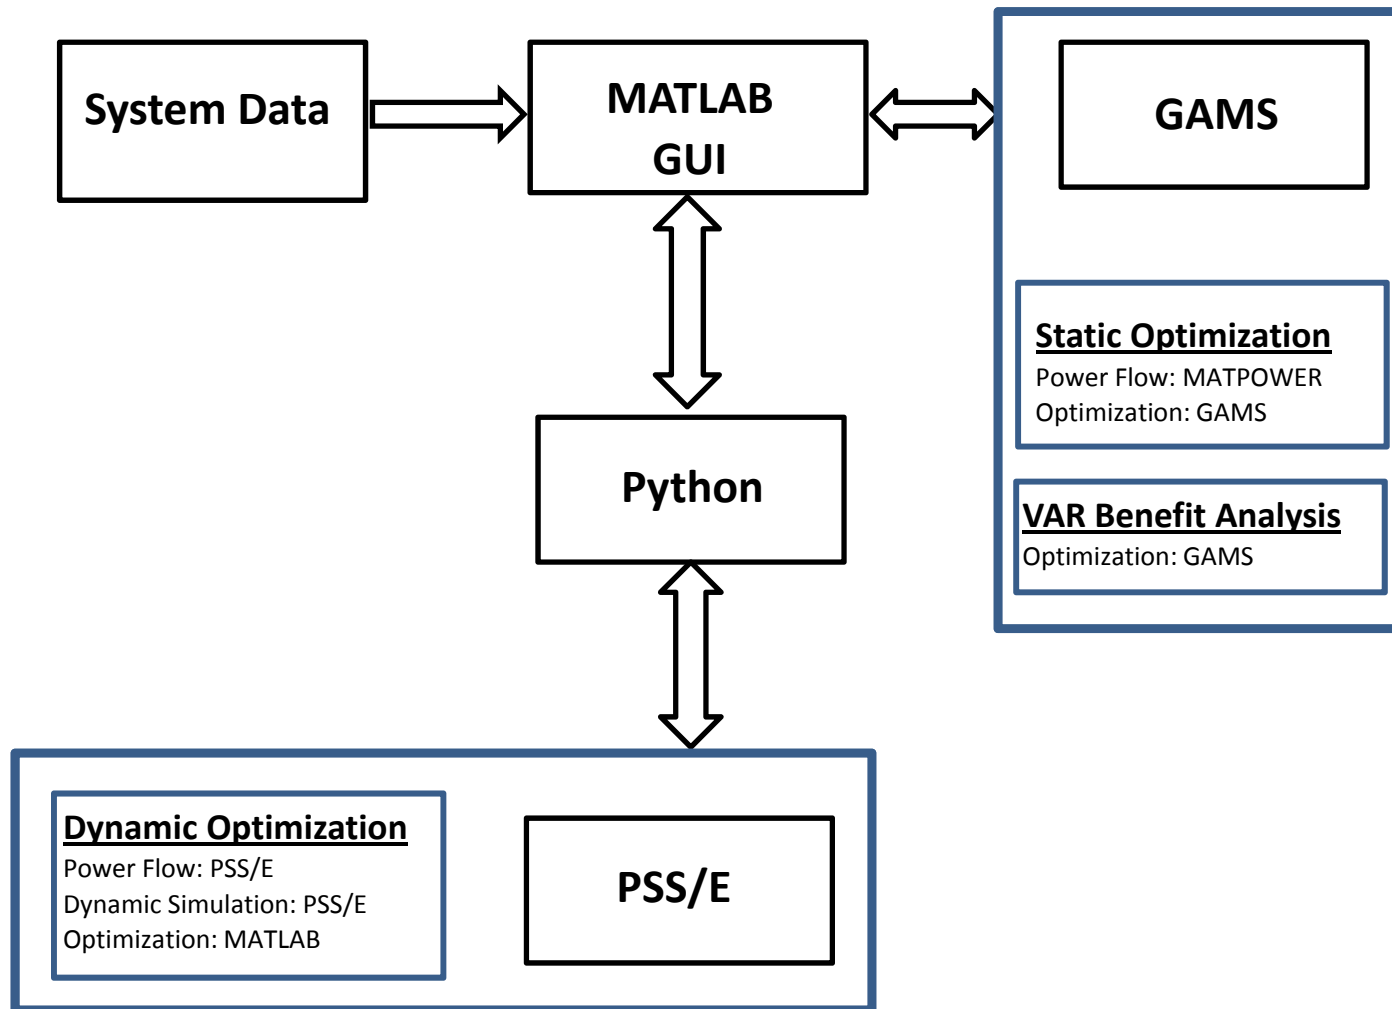 System Data
MATLAB
GUI
GAMS
Static Optimization
Power Flow: MATPOWER
Optimization: GAMS
Python
VAR Benefit Analysis
Optimization: GAMS
Dynamic Optimization
Power Flow: PSS/E
Dynamic Simulation: PSS/E
Optimization: MATLAB
PSS/E